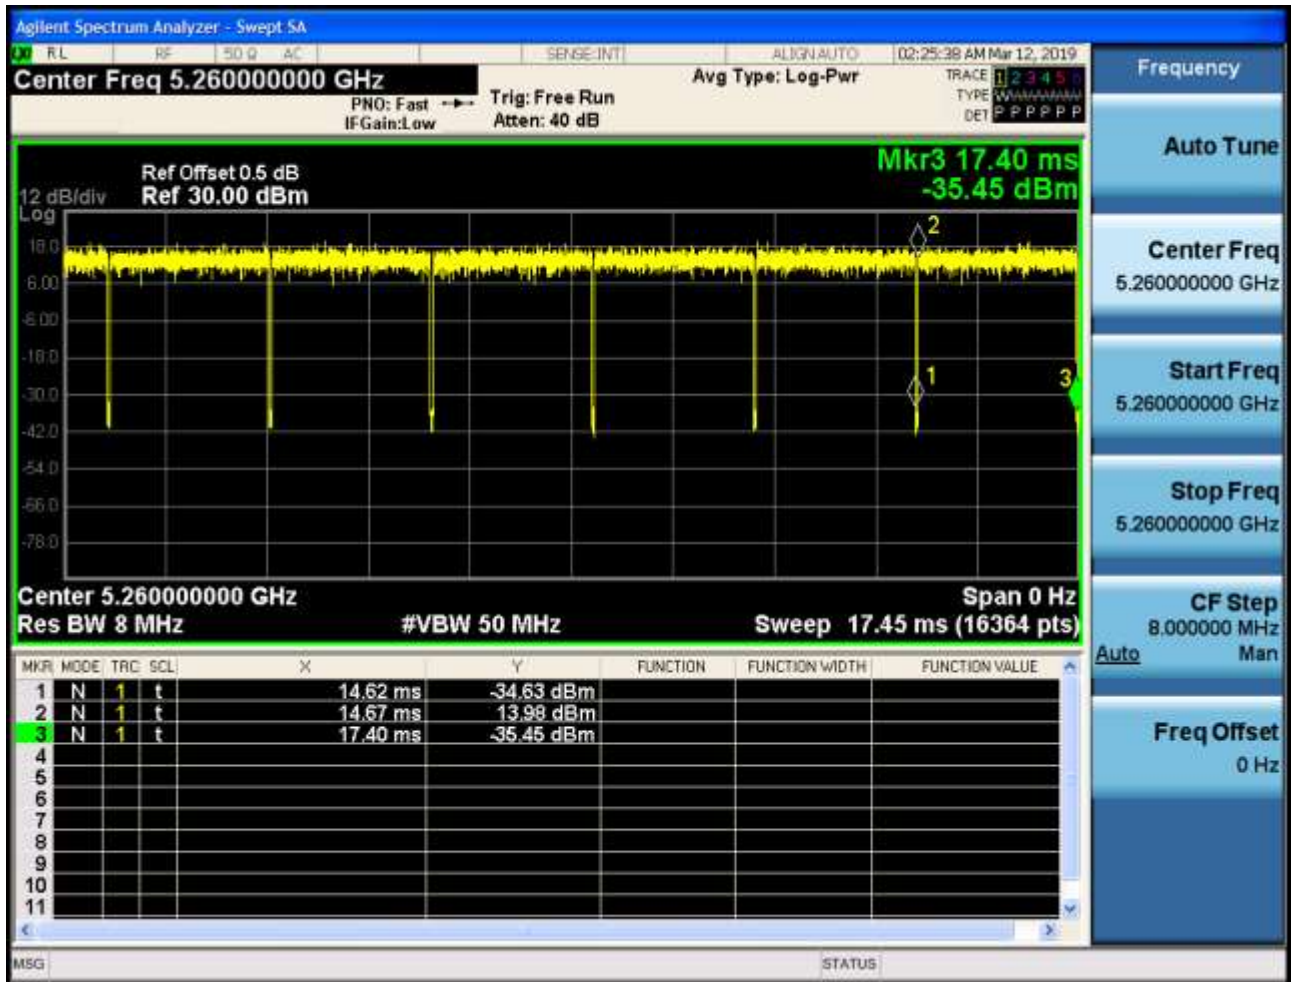 Agilent Spectrum Analyzer - Swept SA
RL RF 50 Ω AC SENSE:INT ALIGN AUTO 02:25:38 AM Mar 12, 2019
Center Freq 5.260000000 GHz
PNO: Fast
IFGain:Low
Trig: Free Run
Atten: 40 dB
Avg Type: Log-Pwr
TRACE 1 2 3 4 5 6
TYPE
DET P P P P P P
Mkr3 17.40 ms
-35.45 dBm
Ref Offset 0.5 dB
12 dB/div Ref 30.00 dBm
Log
18.0
6.00
-6.00
-18.0
-30.0
-42.0
-54.0
-66.0
-78.0
2
1
3
Center 5.260000000 GHz Span 0 Hz
Res BW 8 MHz #VBW 50 MHz Sweep 17.45 ms (16364 pts)
MKR MODE TRC SCL X Y FUNCTION FUNCTION WIDTH FUNCTION VALUE
1 N 1 t 14.62 ms -34.63 dBm
2 N 1 t 14.67 ms 13.98 dBm
3 N 1 t 17.40 ms -35.45 dBm
4
5
6
7
8
9
10
11
MSG STATUS
Frequency
Auto Tune
Center Freq
5.260000000 GHz
Start Freq
5.260000000 GHz
Stop Freq
5.260000000 GHz
CF Step
8.000000 MHz
Auto Man
Freq Offset
0 Hz